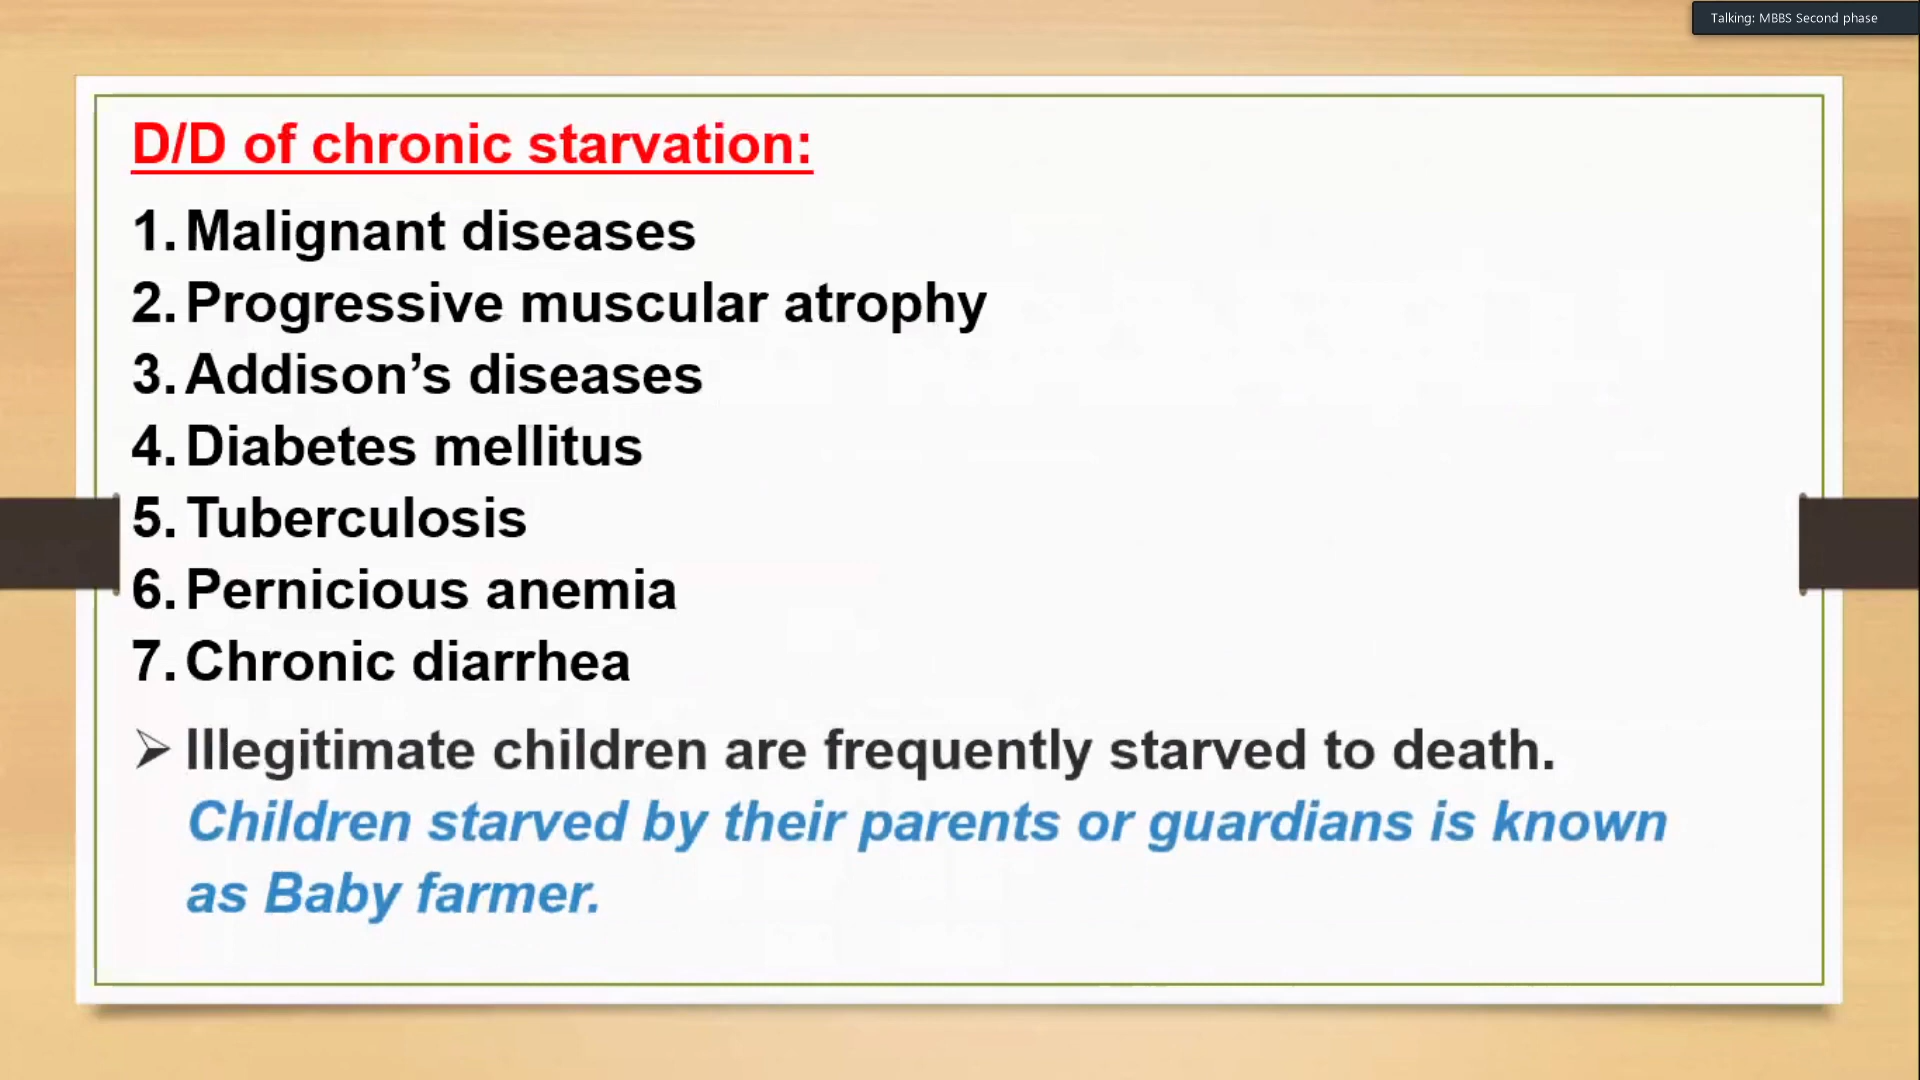 Talking: MBBS Second phase
D/D of chronic starvation:
1. Malignant diseases
2. Progressive muscular atrophy
3. Addison’s diseases
4. Diabetes mellitus
5. Tuberculosis
6. Pernicious anemia
7. Chronic diarrhea
➢ Illegitimate children are frequently starved to death.
Children starved by their parents or guardians is known
as Baby farmer.